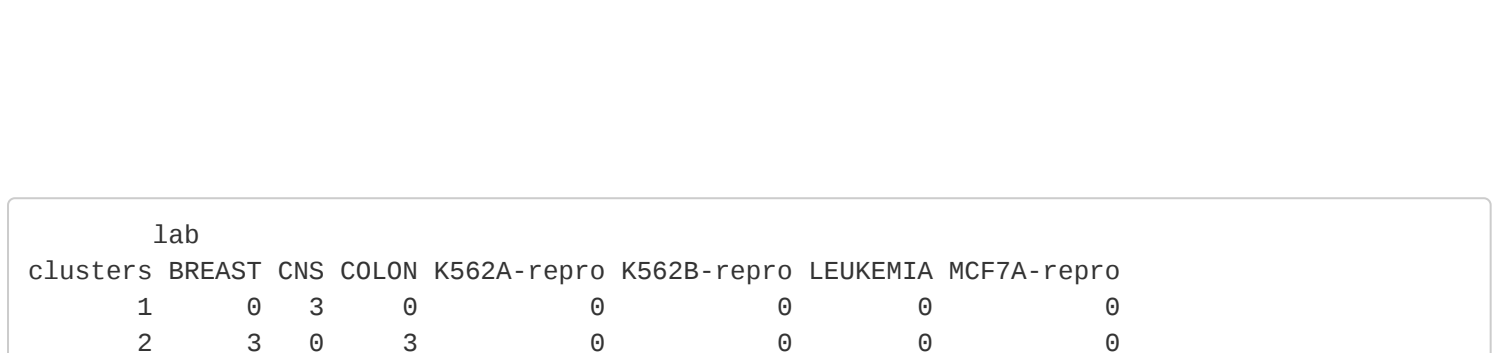 lab
clusters BREAST CNS COLON K562A-repro K562B-repro LEUKEMIA MCF7A-repro
1 0 3 0 0 0 0 0
2 3 0 3 0 0 0 0